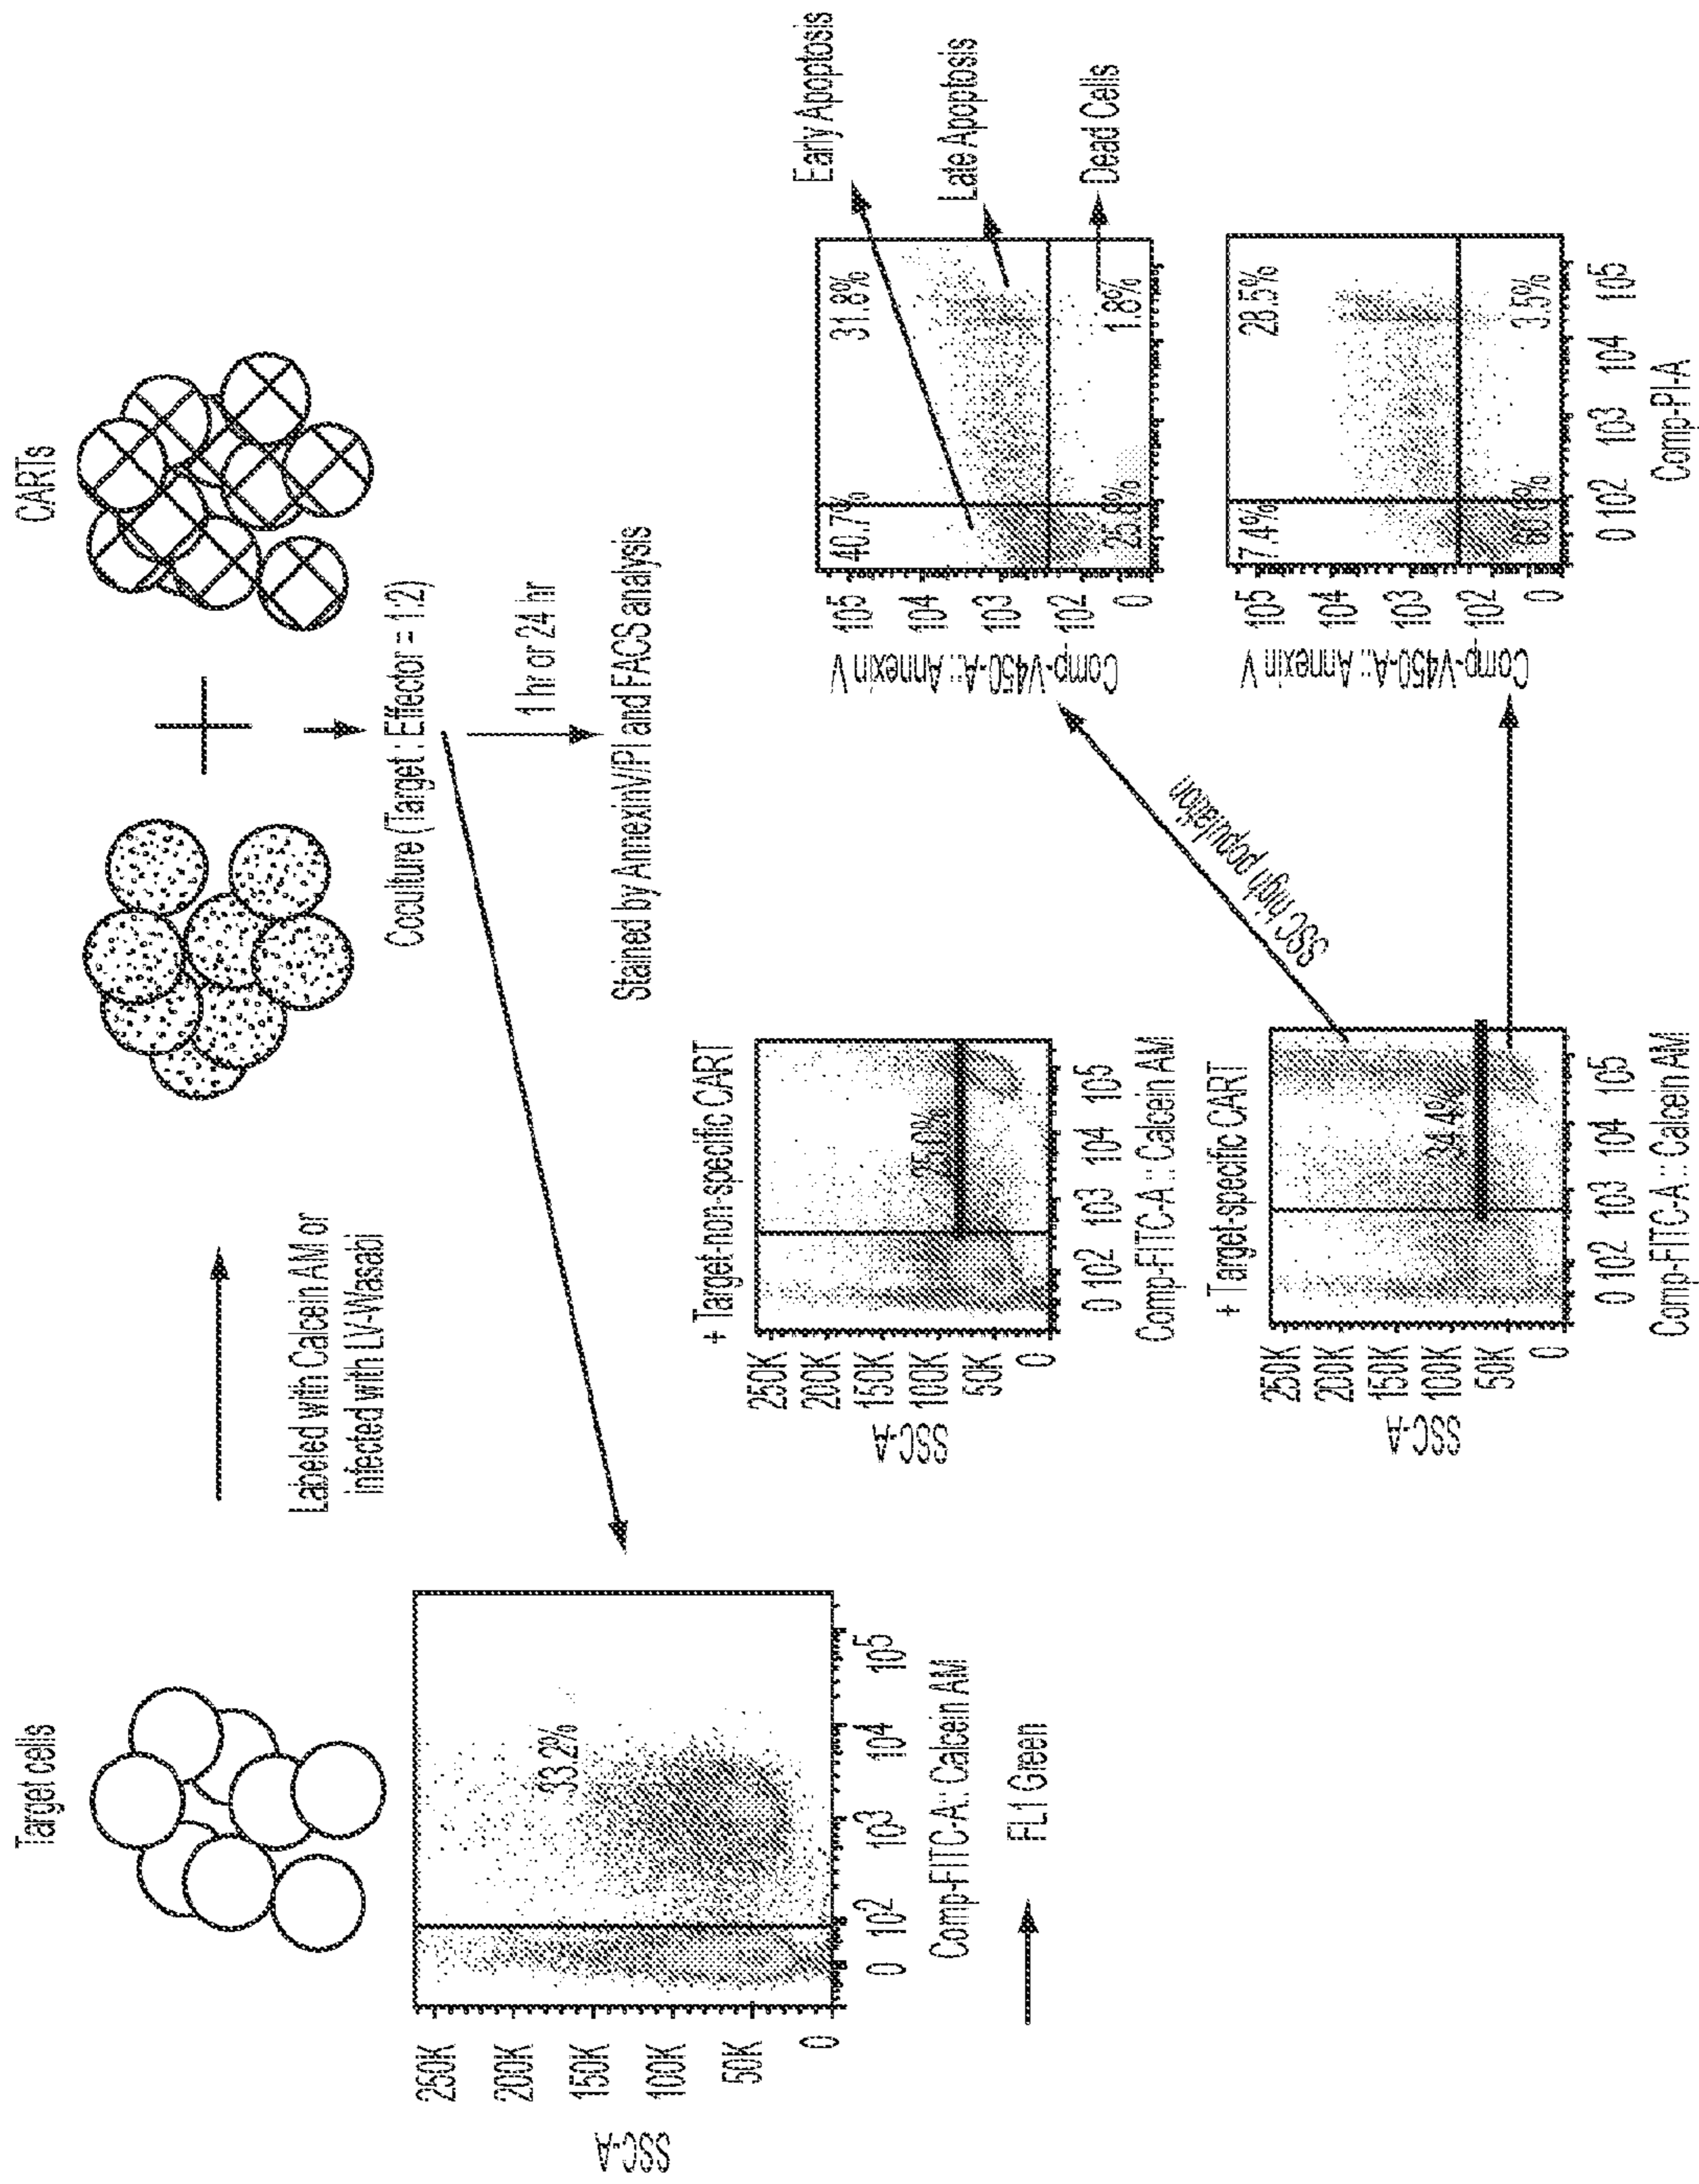 Target cells
CARTs
Labeled with Calcein AM or
infected with LV-Wasabi
Coculture (Target : Effector = 1:2)
1 hr or 24 hr
Stained by AnnexinV/PI and FACS analysis
SSC-A
250K
200K
150K
100K
50K
0
33.2%
0 10² 10³ 10⁴ 10⁵
Comp-FITC-A:: Calcein AM
FL1 Green
+ Target-non-specific CART
SSC-A
250K
200K
150K
100K
50K
0
25.0%
0 10² 10³ 10⁴ 10⁵
Comp-FITC-A:: Calcein AM
+ Target-specific CART
SSC-A
250K
200K
150K
100K
50K
0
34.4%
0 10² 10³ 10⁴ 10⁵
Comp-FITC-A:: Calcein AM
SSC high population
Comp-V450-A:: Annexin V
10⁵
10⁴
10³
10²
0
40.7%
31.8%
1.8%
Early Apoptosis
Late Apoptosis
Dead Cells
Comp-V450-A:: Annexin V
10⁵
10⁴
10³
10²
0
7.4%
28.5%
3.5%
0 10² 10³ 10⁴ 10⁵
Comp-PI-A